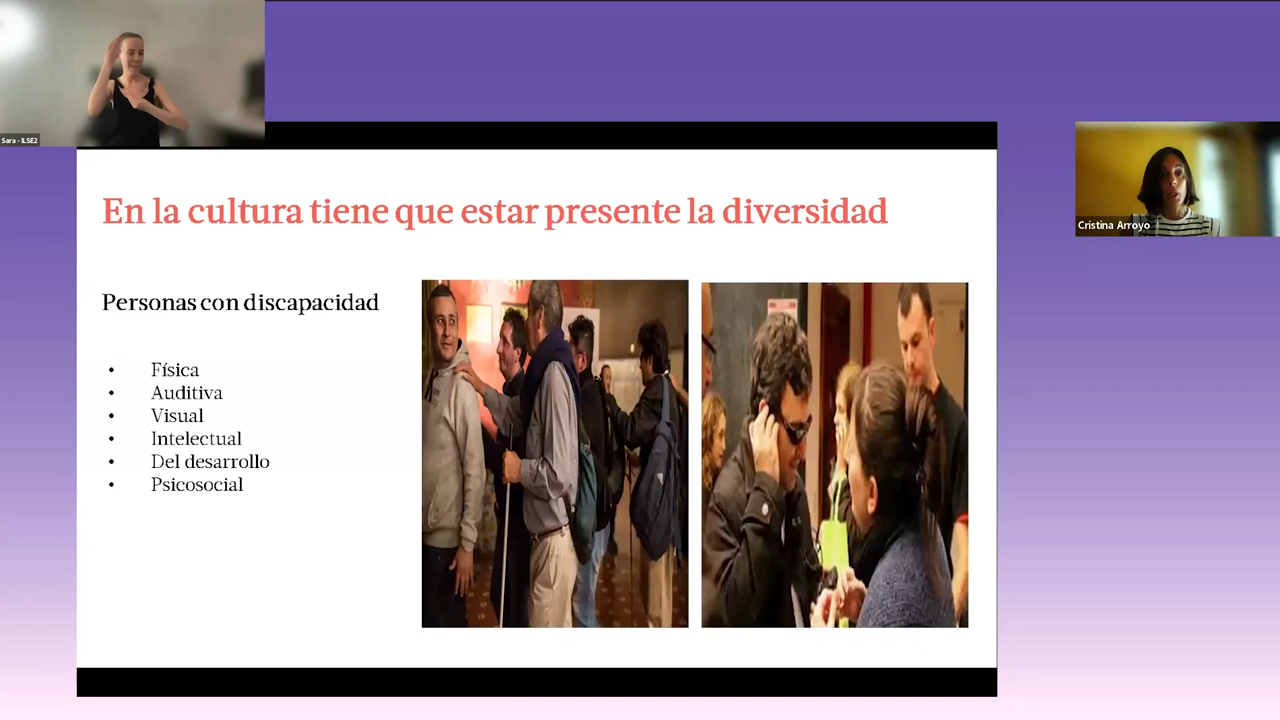 Sara - ILSE2
En la cultura tiene que estar presente la diversidad
Cristina Arroyo
Personas con discapacidad
• Física
• Auditiva
• Visual
• Intelectual
• Del desarrollo
• Psicosocial